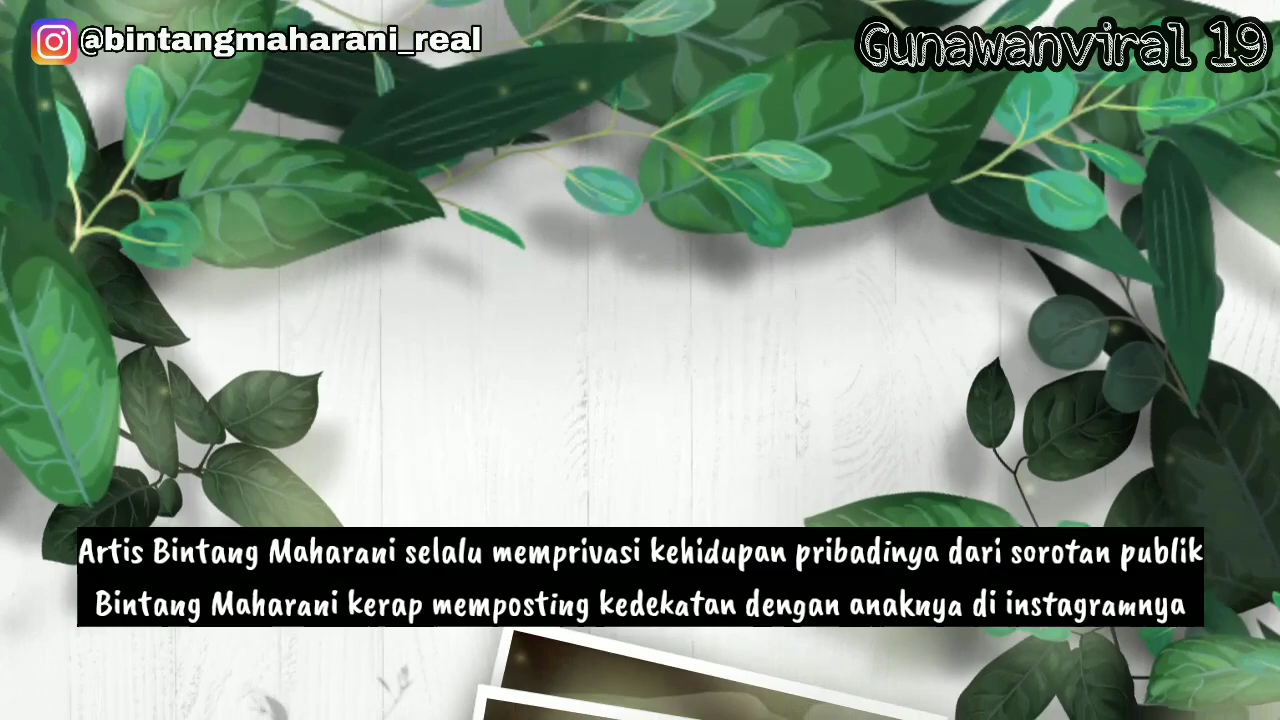 @bintangmaharani_real
Gunawanviral 19
Artis Bintang Maharani selalu memprivasi kehidupan pribadinya dari sorotan publik
Bintang Maharani kerap memposting kedekatan dengan anaknya di instagramnya